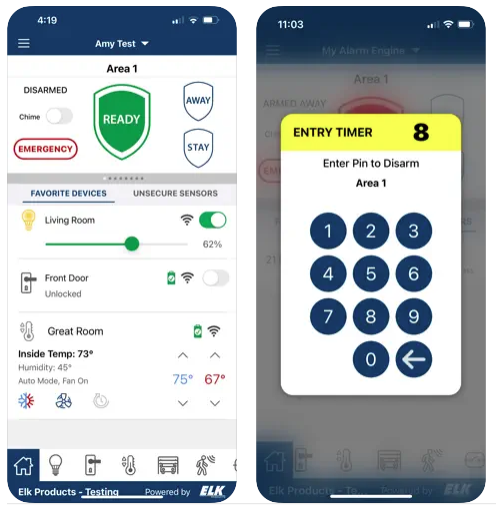 4:19
Amy Test
Area 1
DISARMED
Chime
EMERGENCY
READY
AWAY
STAY
FAVORITE DEVICES
UNSECURE SENSORS
Living Room
62%
Front Door
Unlocked
Great Room
Inside Temp: 73°
Humidity: 45°
Auto Mode, Fan On
75° 67°
Elk Products - Testing
Powered by ELK
11:03
My Alarm Engine
Area 1
ARMED AWAY
ENTRY TIMER 8
Enter Pin to Disarm
Area 1
1 2 3
4 5 6
7 8 9
0
Elk Products - Te
Powered by ELK